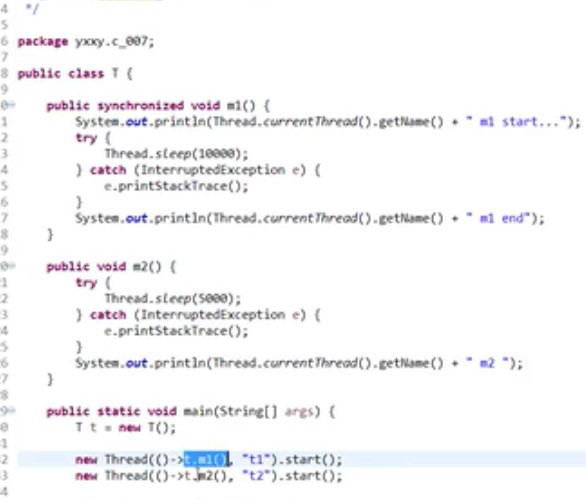 4 */
5
6 package yxxy.c_007;
7
8 public class T {
9
0 public synchronized void m1() {
1 System.out.println(Thread.currentThread().getName() + " m1 start...");
2 try {
3 Thread.sleep(10000);
4 } catch (InterruptedException e) {
5 e.printStackTrace();
6 }
7 System.out.println(Thread.currentThread().getName() + " m1 end");
8 }
9
0 public void m2() {
1 try {
2 Thread.sleep(5000);
3 } catch (InterruptedException e) {
4 e.printStackTrace();
5 }
6 System.out.println(Thread.currentThread().getName() + " m2 ");
7 }
8
9 public static void main(String[] args) {
0 T t = new T();
1
2 new Thread(()->t.m1(), "t1").start();
3 new Thread(()->t.m2(), "t2").start();
4